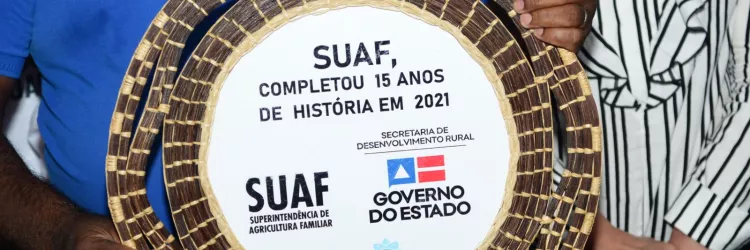 SUAF,
COMPLETOU 15 ANOS
DE HISTÓRIA EM 2021
SECRETARIA DE
DESENVOLVIMENTO RURAL
SUAF
SUPERINTENDÊNCIA DE
AGRICULTURA FAMILIAR
GOVERNO
DO ESTADO